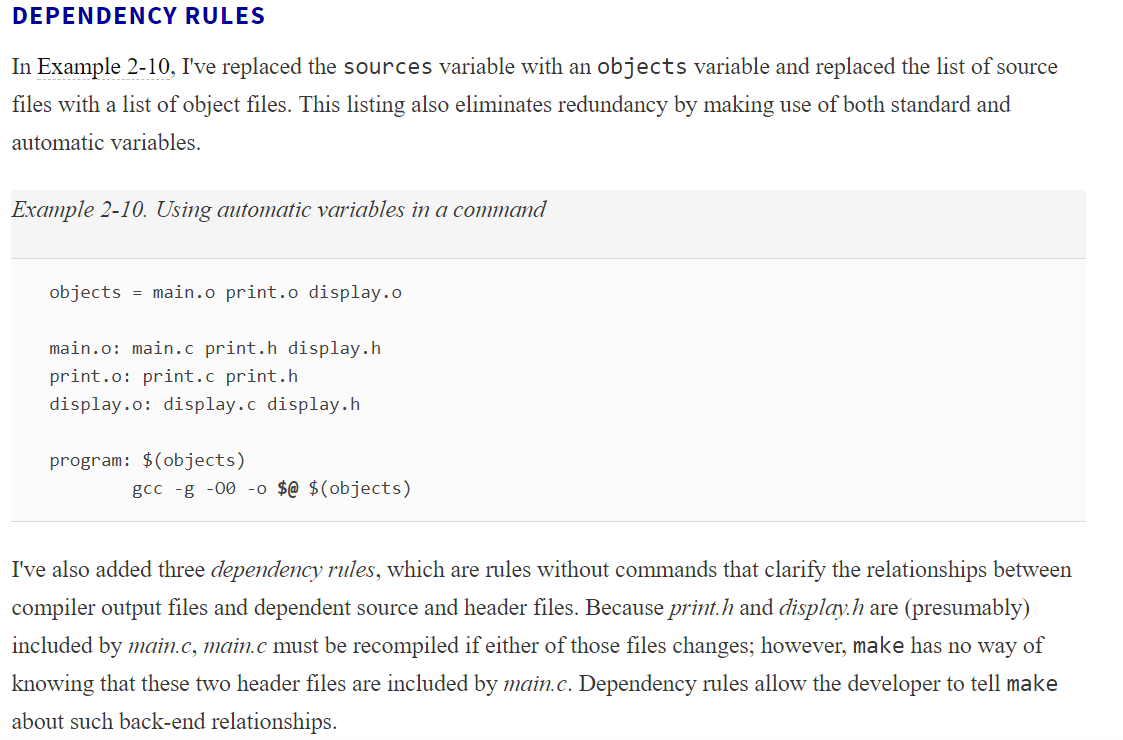 DEPENDENCY RULES
In Example 2-10, I've replaced the sources variable with an objects variable and replaced the list of source
files with a list of object files. This listing also eliminates redundancy by making use of both standard and
automatic variables.
Example 2-10. Using automatic variables in a command
objects = main.o print.o display.o
main.o: main.c print.h display.h
print.o: print.c print.h
display.o: display.c display.h
program: $(objects)
gcc -g -O0 -o $@ $(objects)
I've also added three dependency rules, which are rules without commands that clarify the relationships between
compiler output files and dependent source and header files. Because print.h and display.h are (presumably)
included by main.c, main.c must be recompiled if either of those files changes; however, make has no way of
knowing that these two header files are included by main.c. Dependency rules allow the developer to tell make
about such back-end relationships.